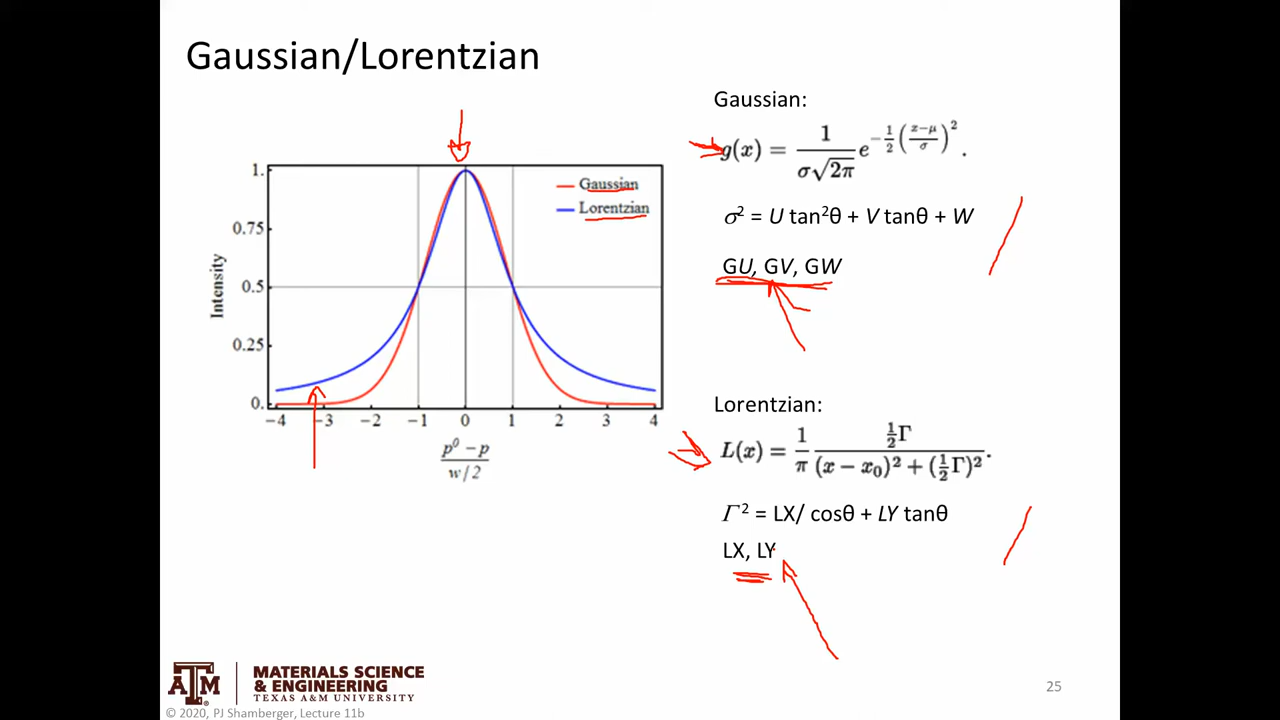 Gaussian/Lorentzian
Gaussian:
g(x) = 1/(σ√2π) e^(−1/2((x−μ)/σ)^2).
σ² = U tan²θ + V tanθ + W
GU, GV, GW
1.
0.75
0.5
0.25
0.
Intensity
Gaussian
Lorentzian
−4 −3 −2 −1 0 1 2 3 4
p⁰ − p
w/2
Lorentzian:
L(x) = 1/π (½Γ)/((x − x₀)² + (½Γ)²).
Γ² = LX/ cosθ + LY tanθ
LX, LY
ATM
MATERIALS SCIENCE
& ENGINEERING
TEXAS A&M UNIVERSITY
© 2020, PJ Shamberger, Lecture 11b
25